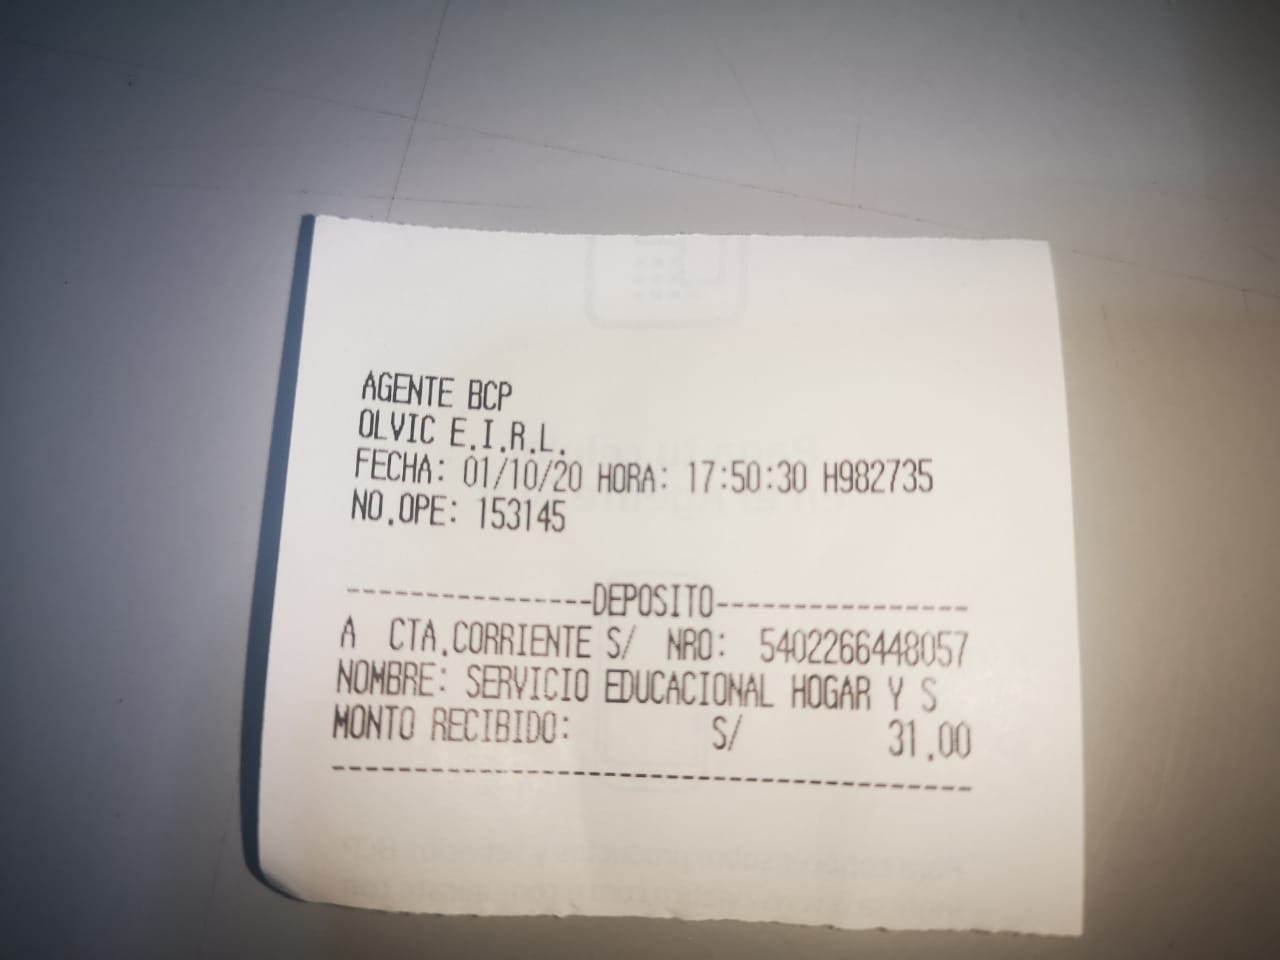 AGENTE BCP
OLVIC E.I.R.L.
FECHA: 01/10/20 HORA: 17:50:30 H982735
NO.OPE: 153145
---------------DEPOSITO---------------
A CTA.CORRIENTE S/ NRO: 5402266448057
NOMBRE: SERVICIO EDUCACIONAL HOGAR Y S
MONTO RECIBIDO: S/ 31.00